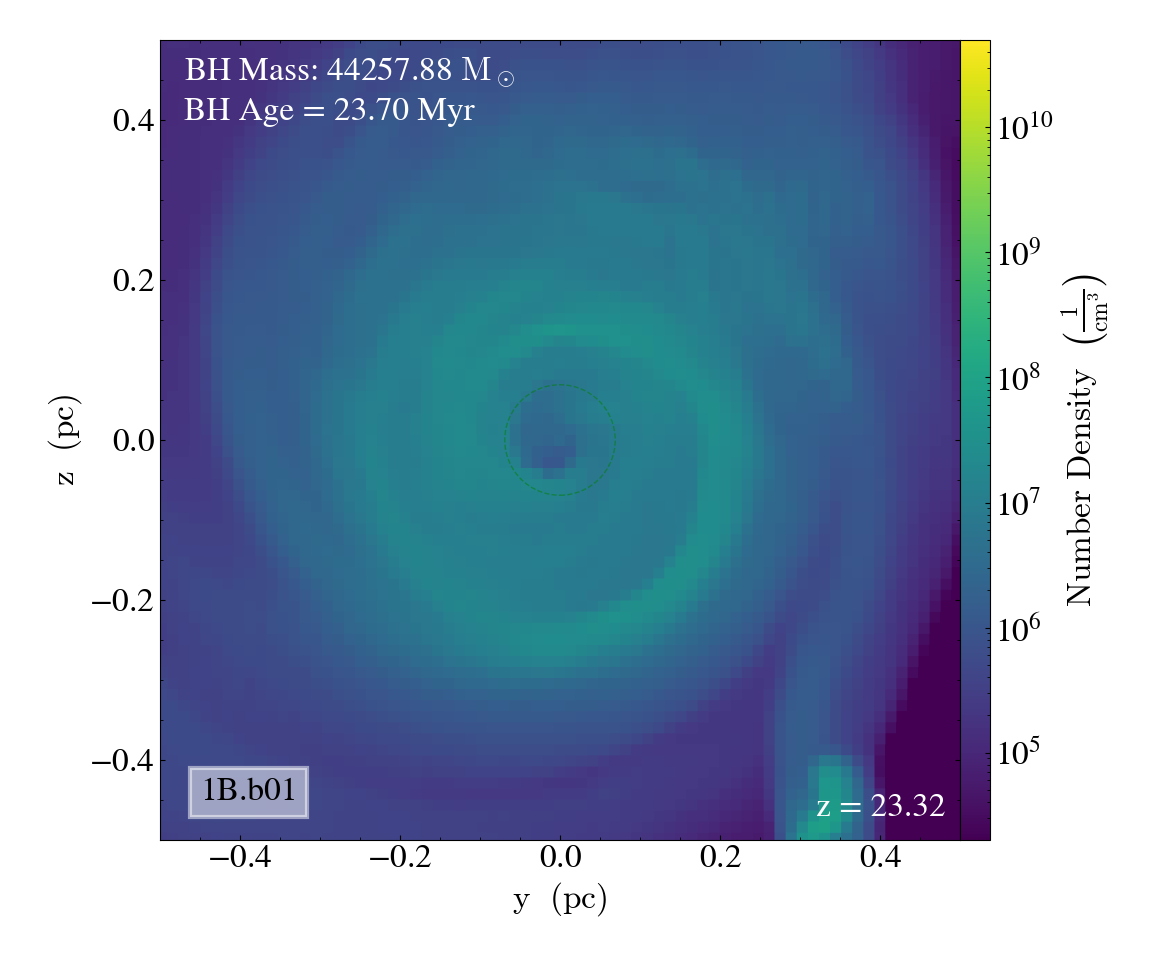 BH Mass: 44257.88 M⊙
BH Age = 23.70 Myr
0.4
0.2
0.0
−0.2
−0.4
z (pc)
1B.b01
z = 23.32
−0.4 −0.2 0.0 0.2 0.4
y (pc)
10¹⁰
10⁹
10⁸
10⁷
10⁶
10⁵
Number Density (1/cm³)